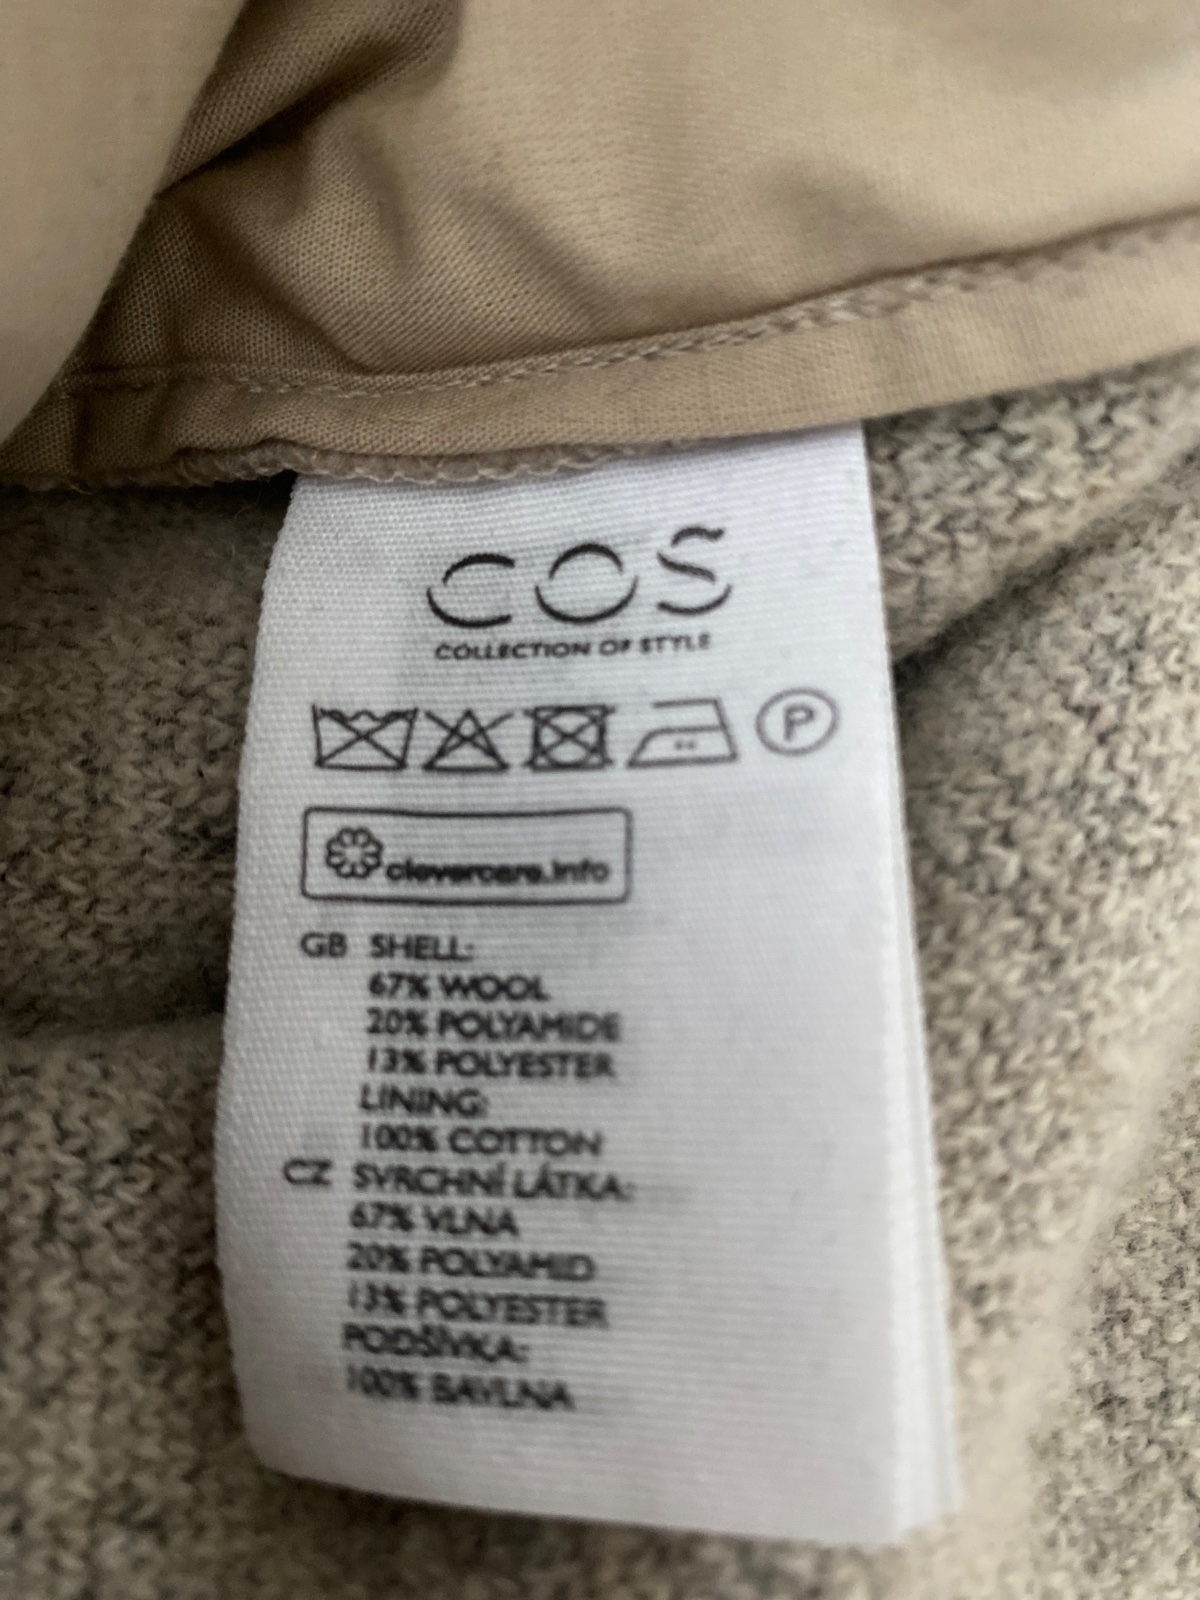 COS
COLLECTION OF STYLE
P
clevercare.info
GB SHELL:
67% WOOL
20% POLYAMIDE
13% POLYESTER
LINING:
100% COTTON
CZ SVRCHNÍ LÁTKA:
67% VLNA
20% POLYAMID
13% POLYESTER
PODŠÍVKA:
100% BAVLNA